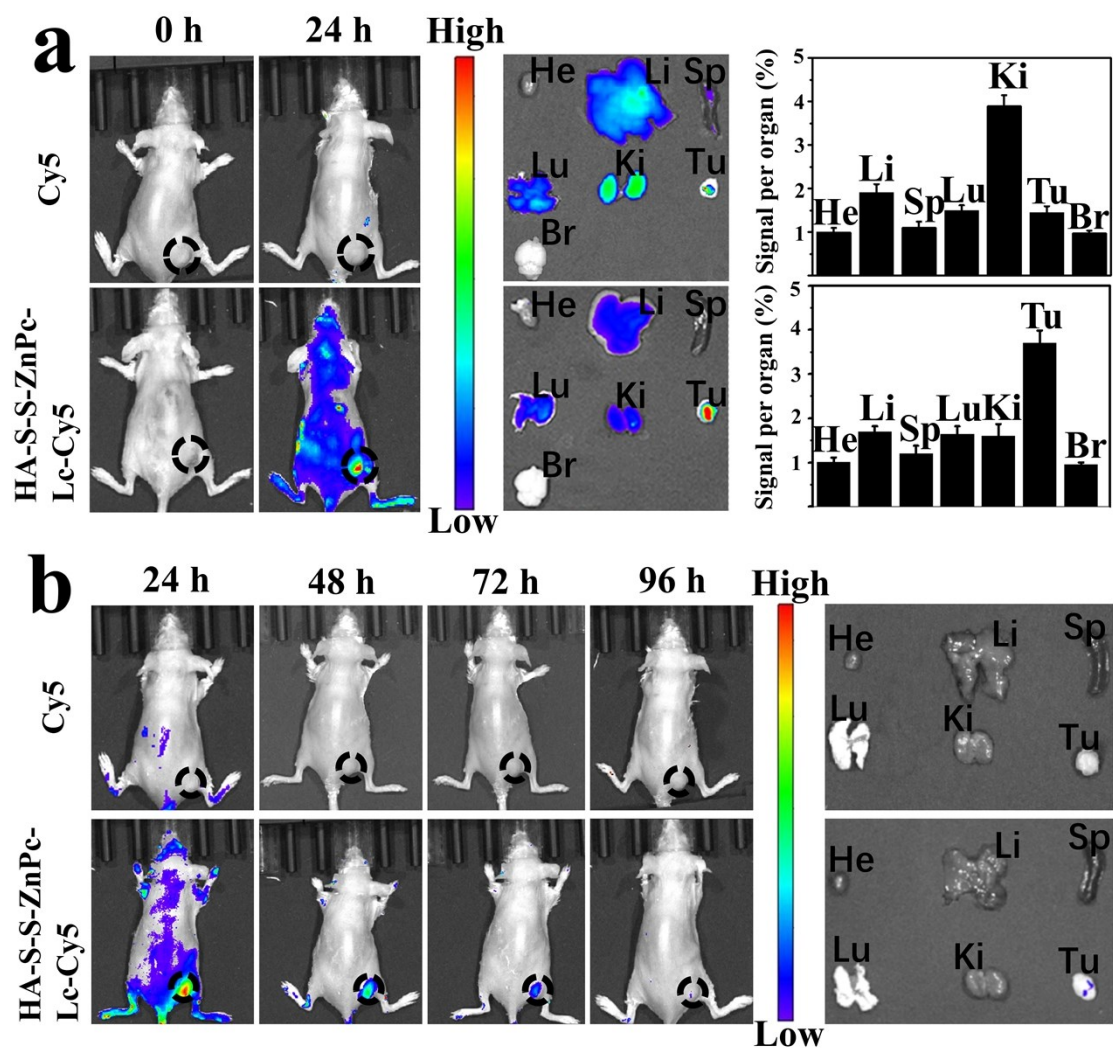 a
0 h
24 h
High
Cy5
HA-S-S-ZnPc-
Lc-Cy5
Low
He
Li
Sp
Lu
Ki
Tu
Br
He
Li
Sp
Lu
Ki
Tu
Br
Signal per organ (%)
5
4
3
2
1
He
Li
Sp
Lu
Ki
Tu
Br
Signal per organ (%)
5
4
3
2
1
He
Li
Sp
Lu
Ki
Tu
Br
b
24 h
48 h
72 h
96 h
High
Cy5
HA-S-S-ZnPc-
Lc-Cy5
Low
He
Li
Sp
Lu
Ki
Tu
He
Li
Sp
Lu
Ki
Tu